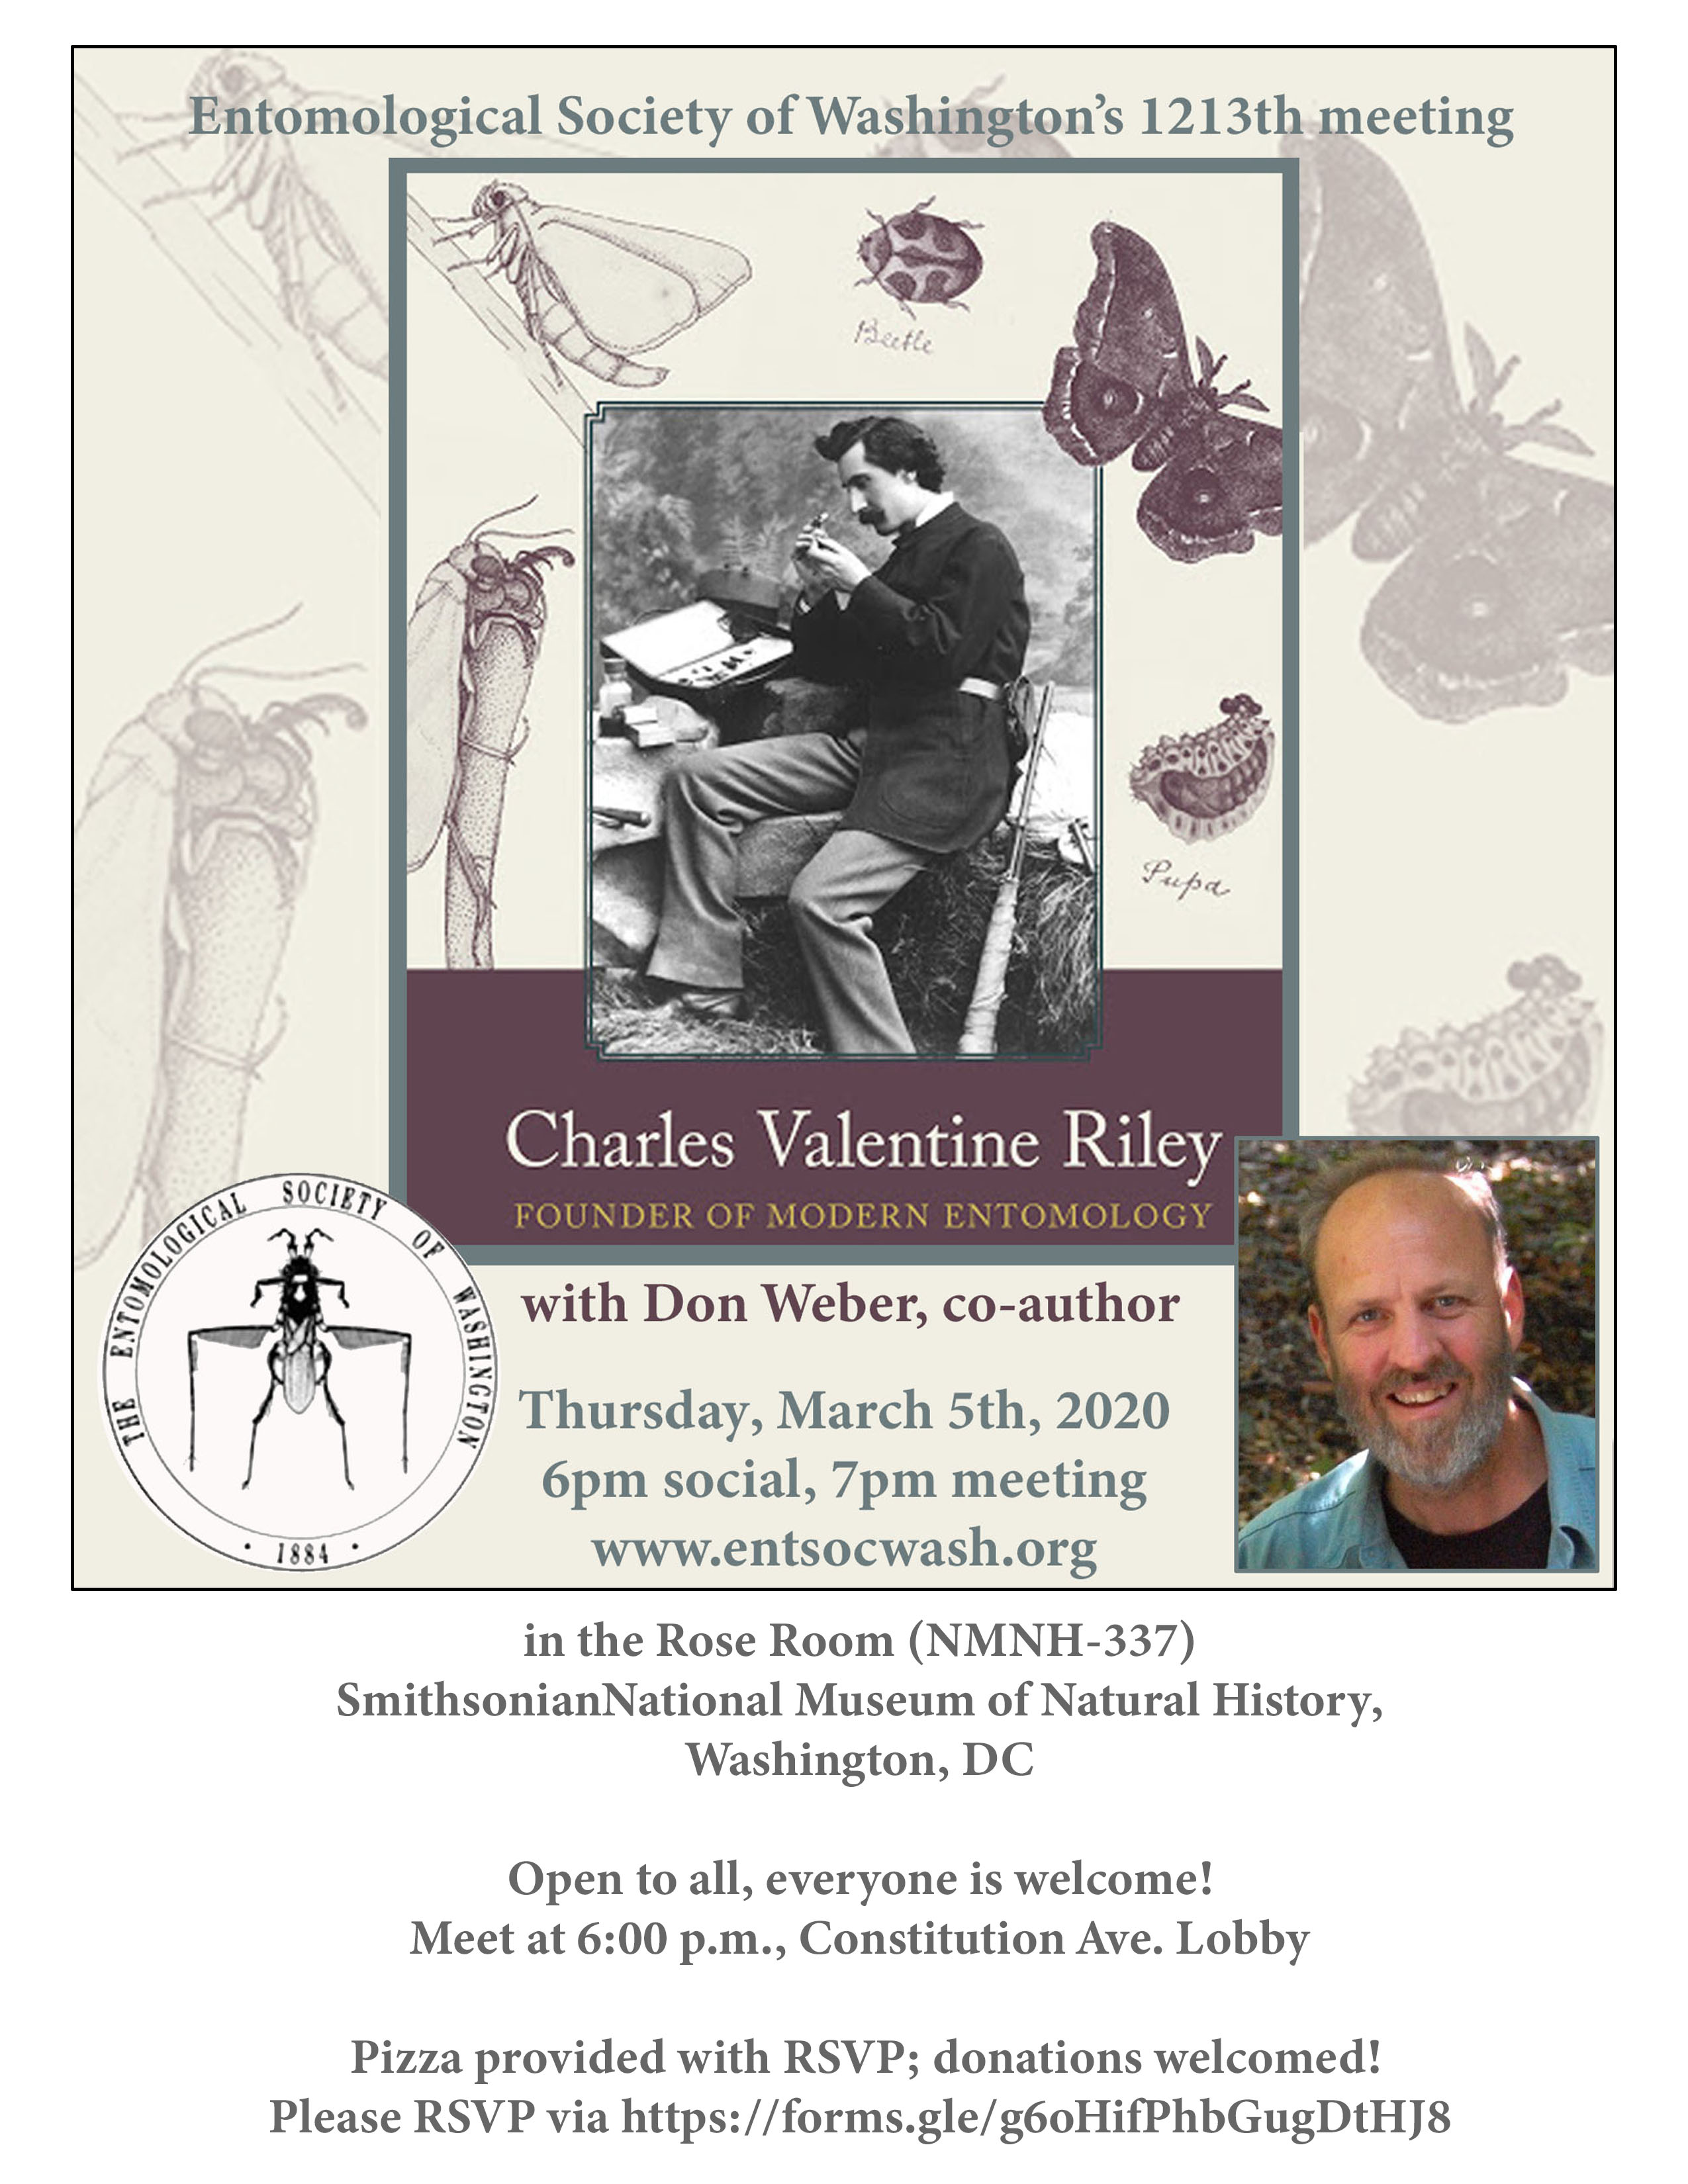 Entomological Society of Washington’s 1213th meeting
Beetle
Pupa
Charles Valentine Riley
FOUNDER OF MODERN ENTOMOLOGY
THE ENTOMOLOGICAL SOCIETY OF WASHINGTON
· 1884 ·
with Don Weber, co-author
Thursday, March 5th, 2020
6pm social, 7pm meeting
www.entsocwash.org
in the Rose Room (NMNH-337)
SmithsonianNational Museum of Natural History,
Washington, DC
Open to all, everyone is welcome!
Meet at 6:00 p.m., Constitution Ave. Lobby
Pizza provided with RSVP; donations welcomed!
Please RSVP via https://forms.gle/g6oHifPhbGugDtHJ8